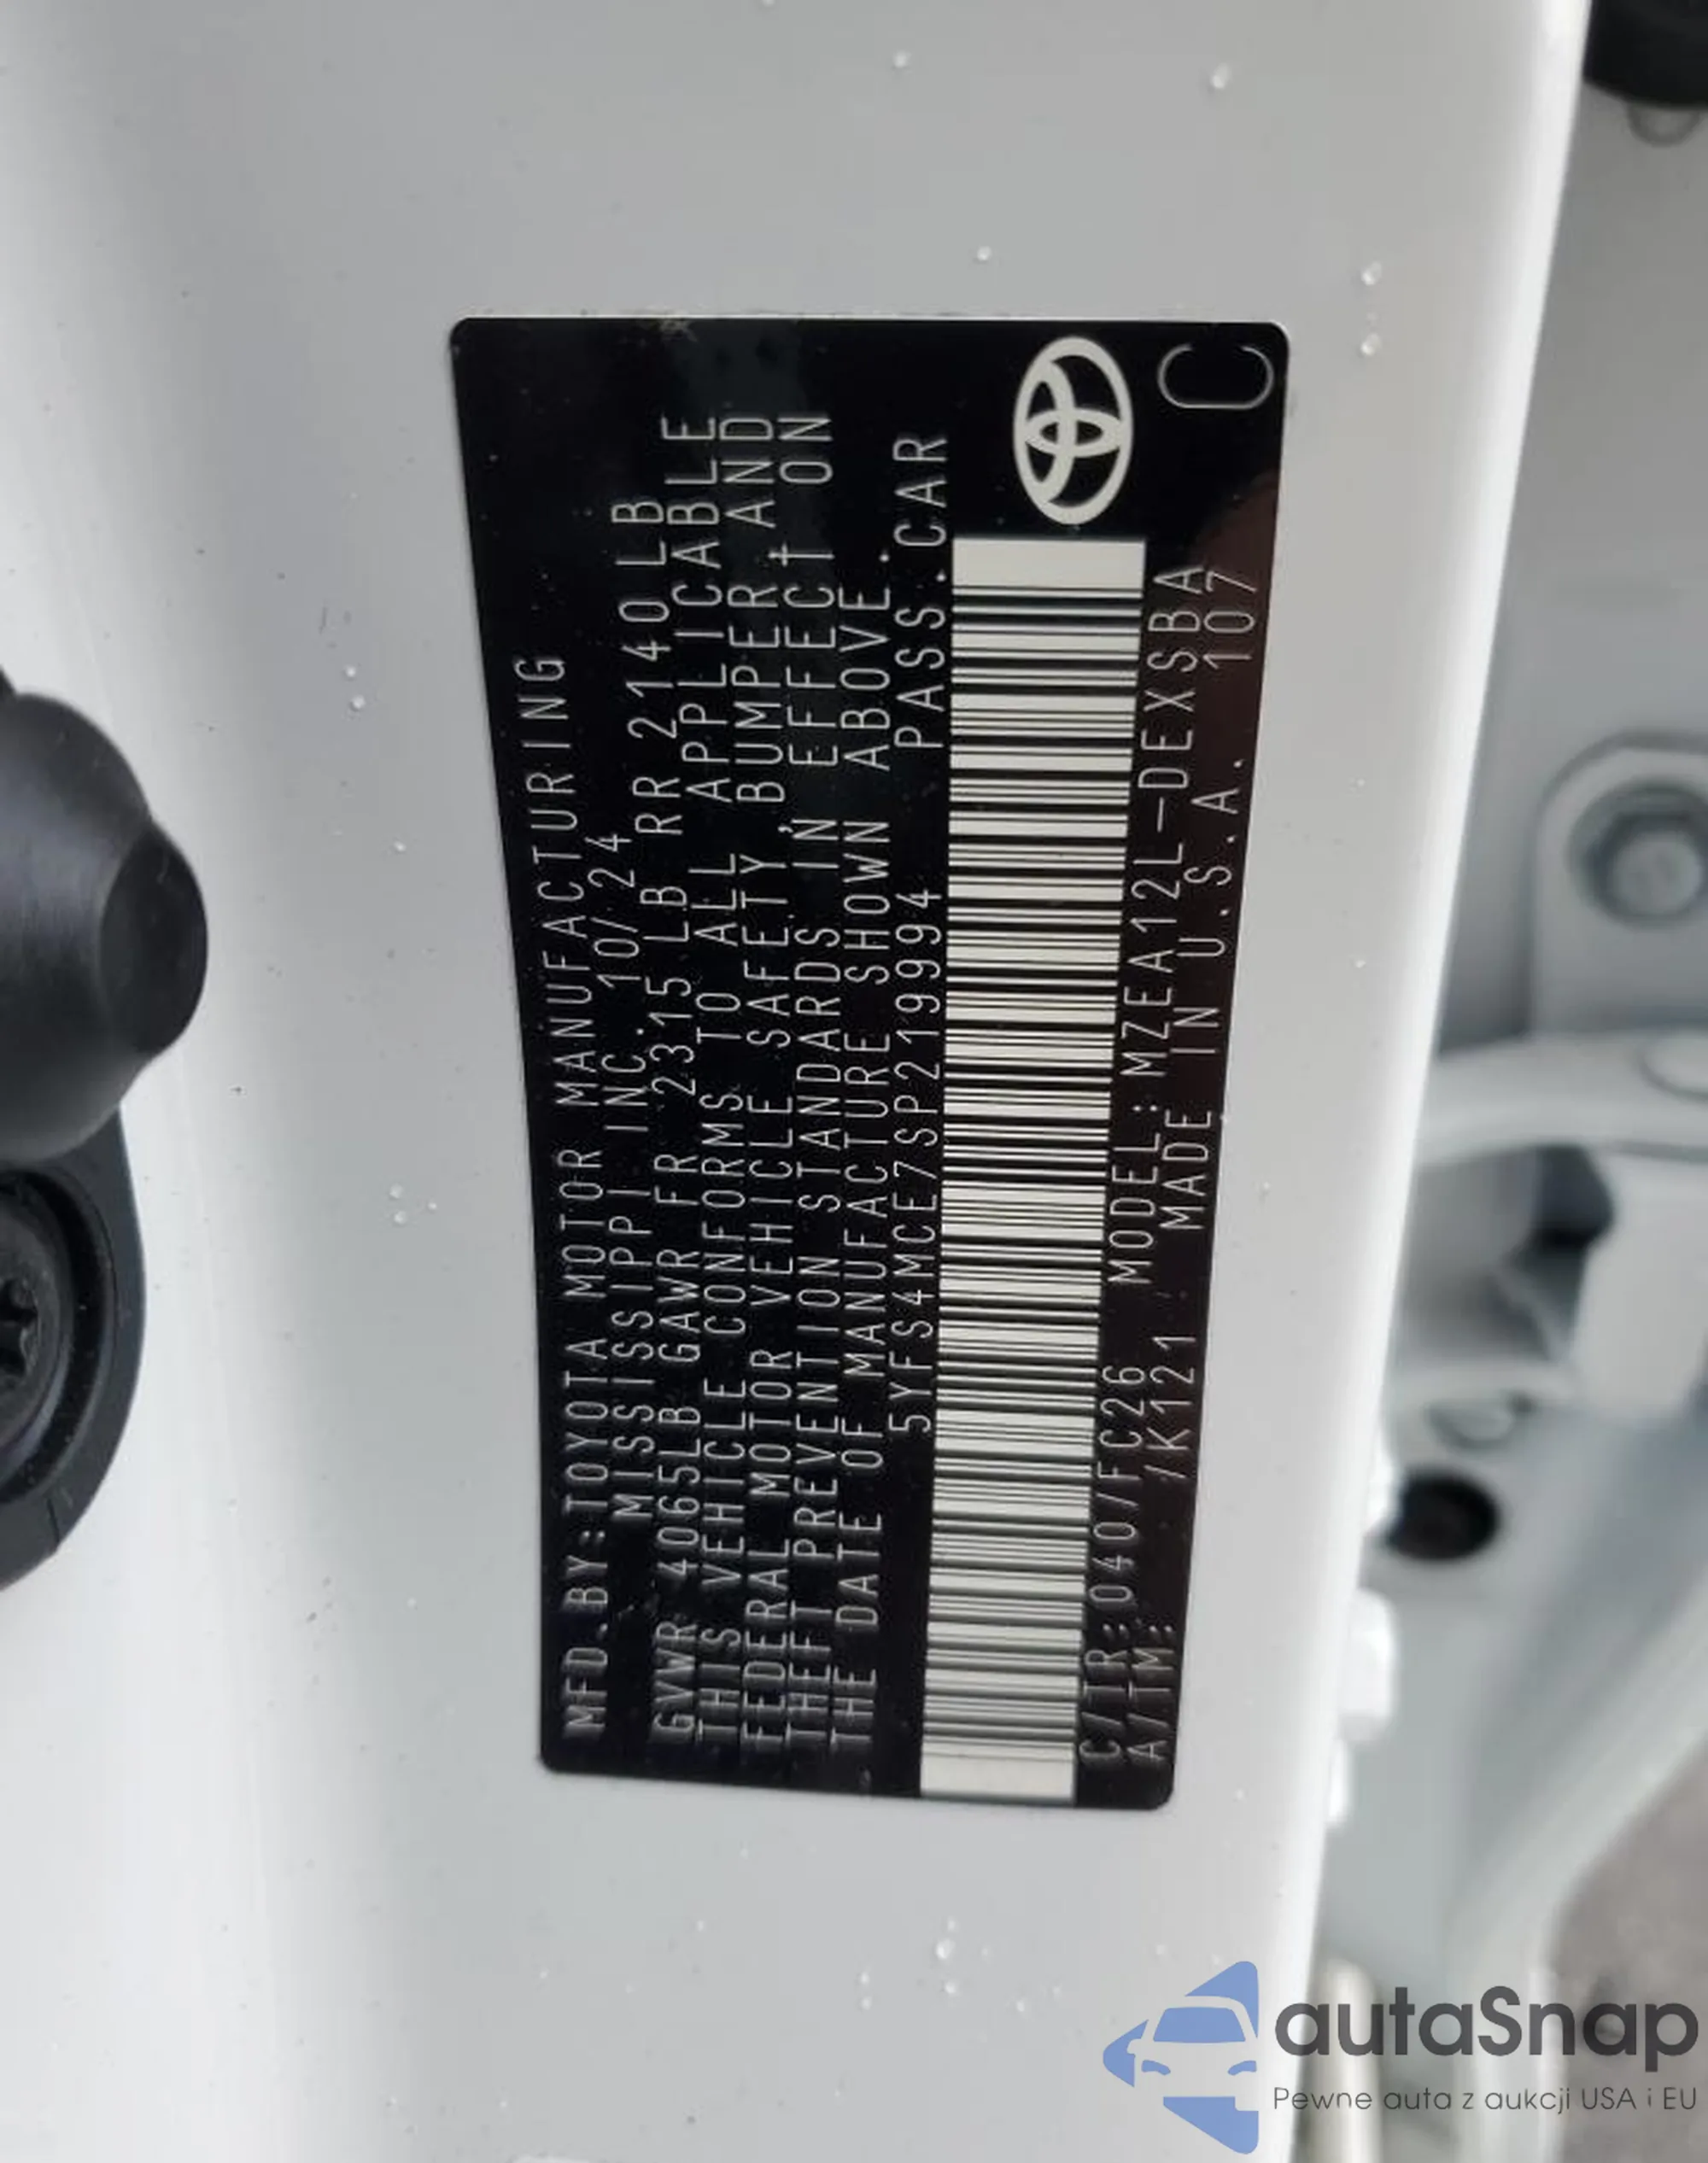 MFD.BY:TOYOTA MOTOR MANUFACTURING
MISSISSIPPI INC. 10/24
GVWR 4065LB GAWR FR 2315 LB RR 2140 LB
THIS VEHICLE CONFORMS TO ALL APPLICABLE
FEDERAL MOTOR VEHICLE SAFETY, BUMPER AND
THEFT PREVENTION STANDARDS IN EFFECT ON
THE DATE OF MANUFACTURE SHOWN ABOVE.
5YFS4MCE7SP219994 PASS.CAR
C/TR:040/FC26 MODEL:MZEA12L-DEXSBA
A/TM: /K121 MADE IN U.S.A. 107
C
autaSnap
Pewne auta z aukcji USA i EU